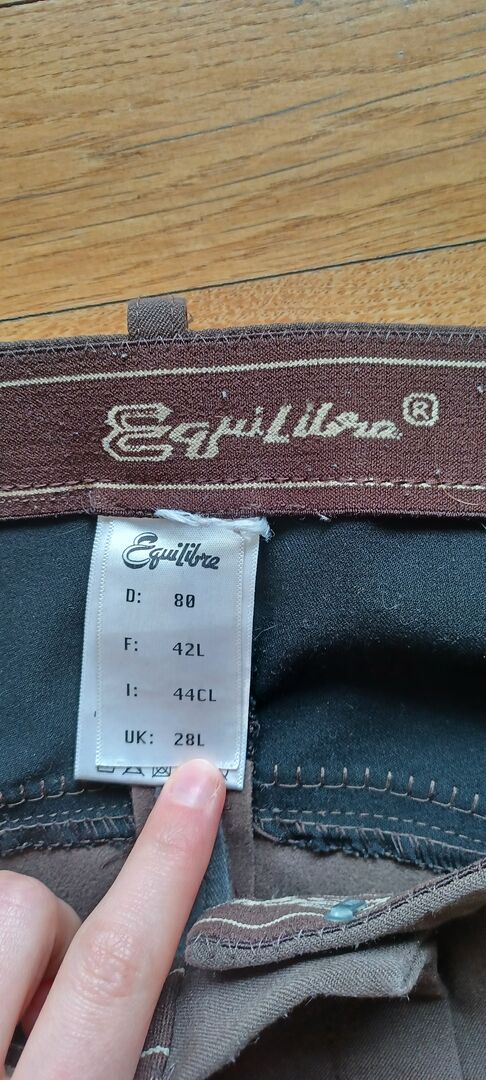 Equilibre®
Equilibre
D: 80
F: 42L
I: 44CL
UK: 28L